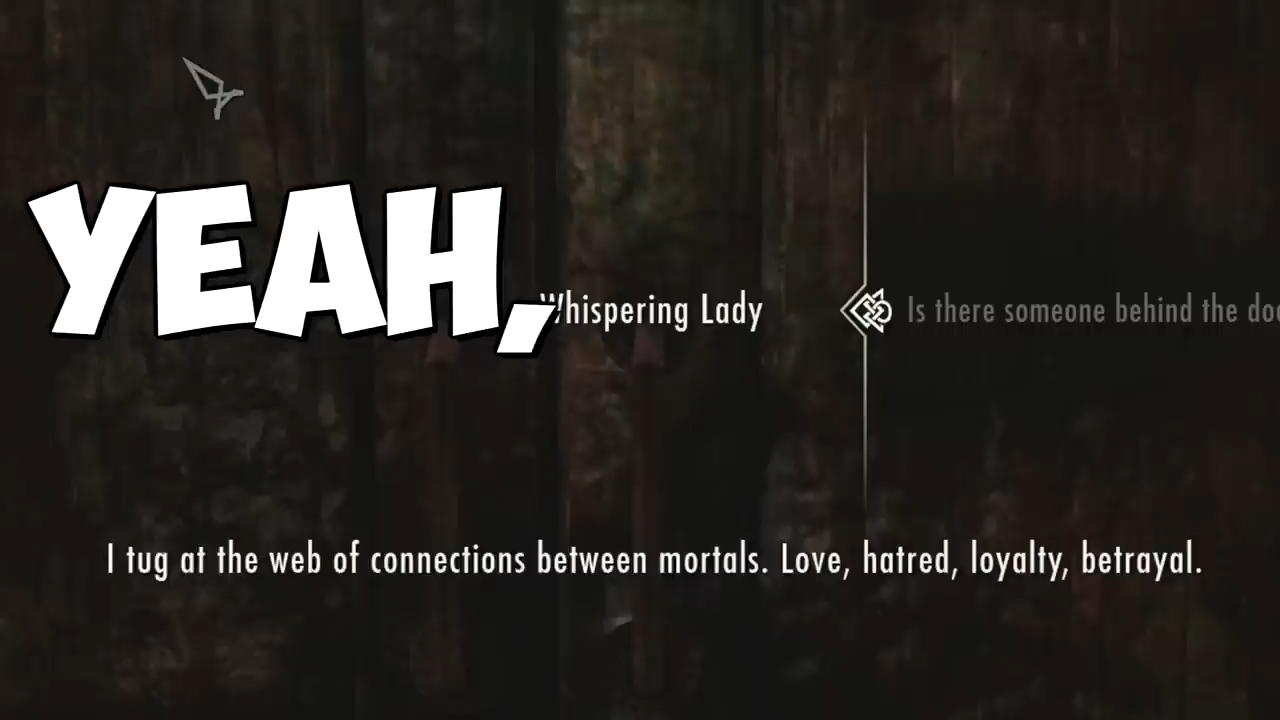 YEAH,
Whispering Lady
Is there someone behind the doo
I tug at the web of connections between mortals. Love, hatred, loyalty, betrayal.